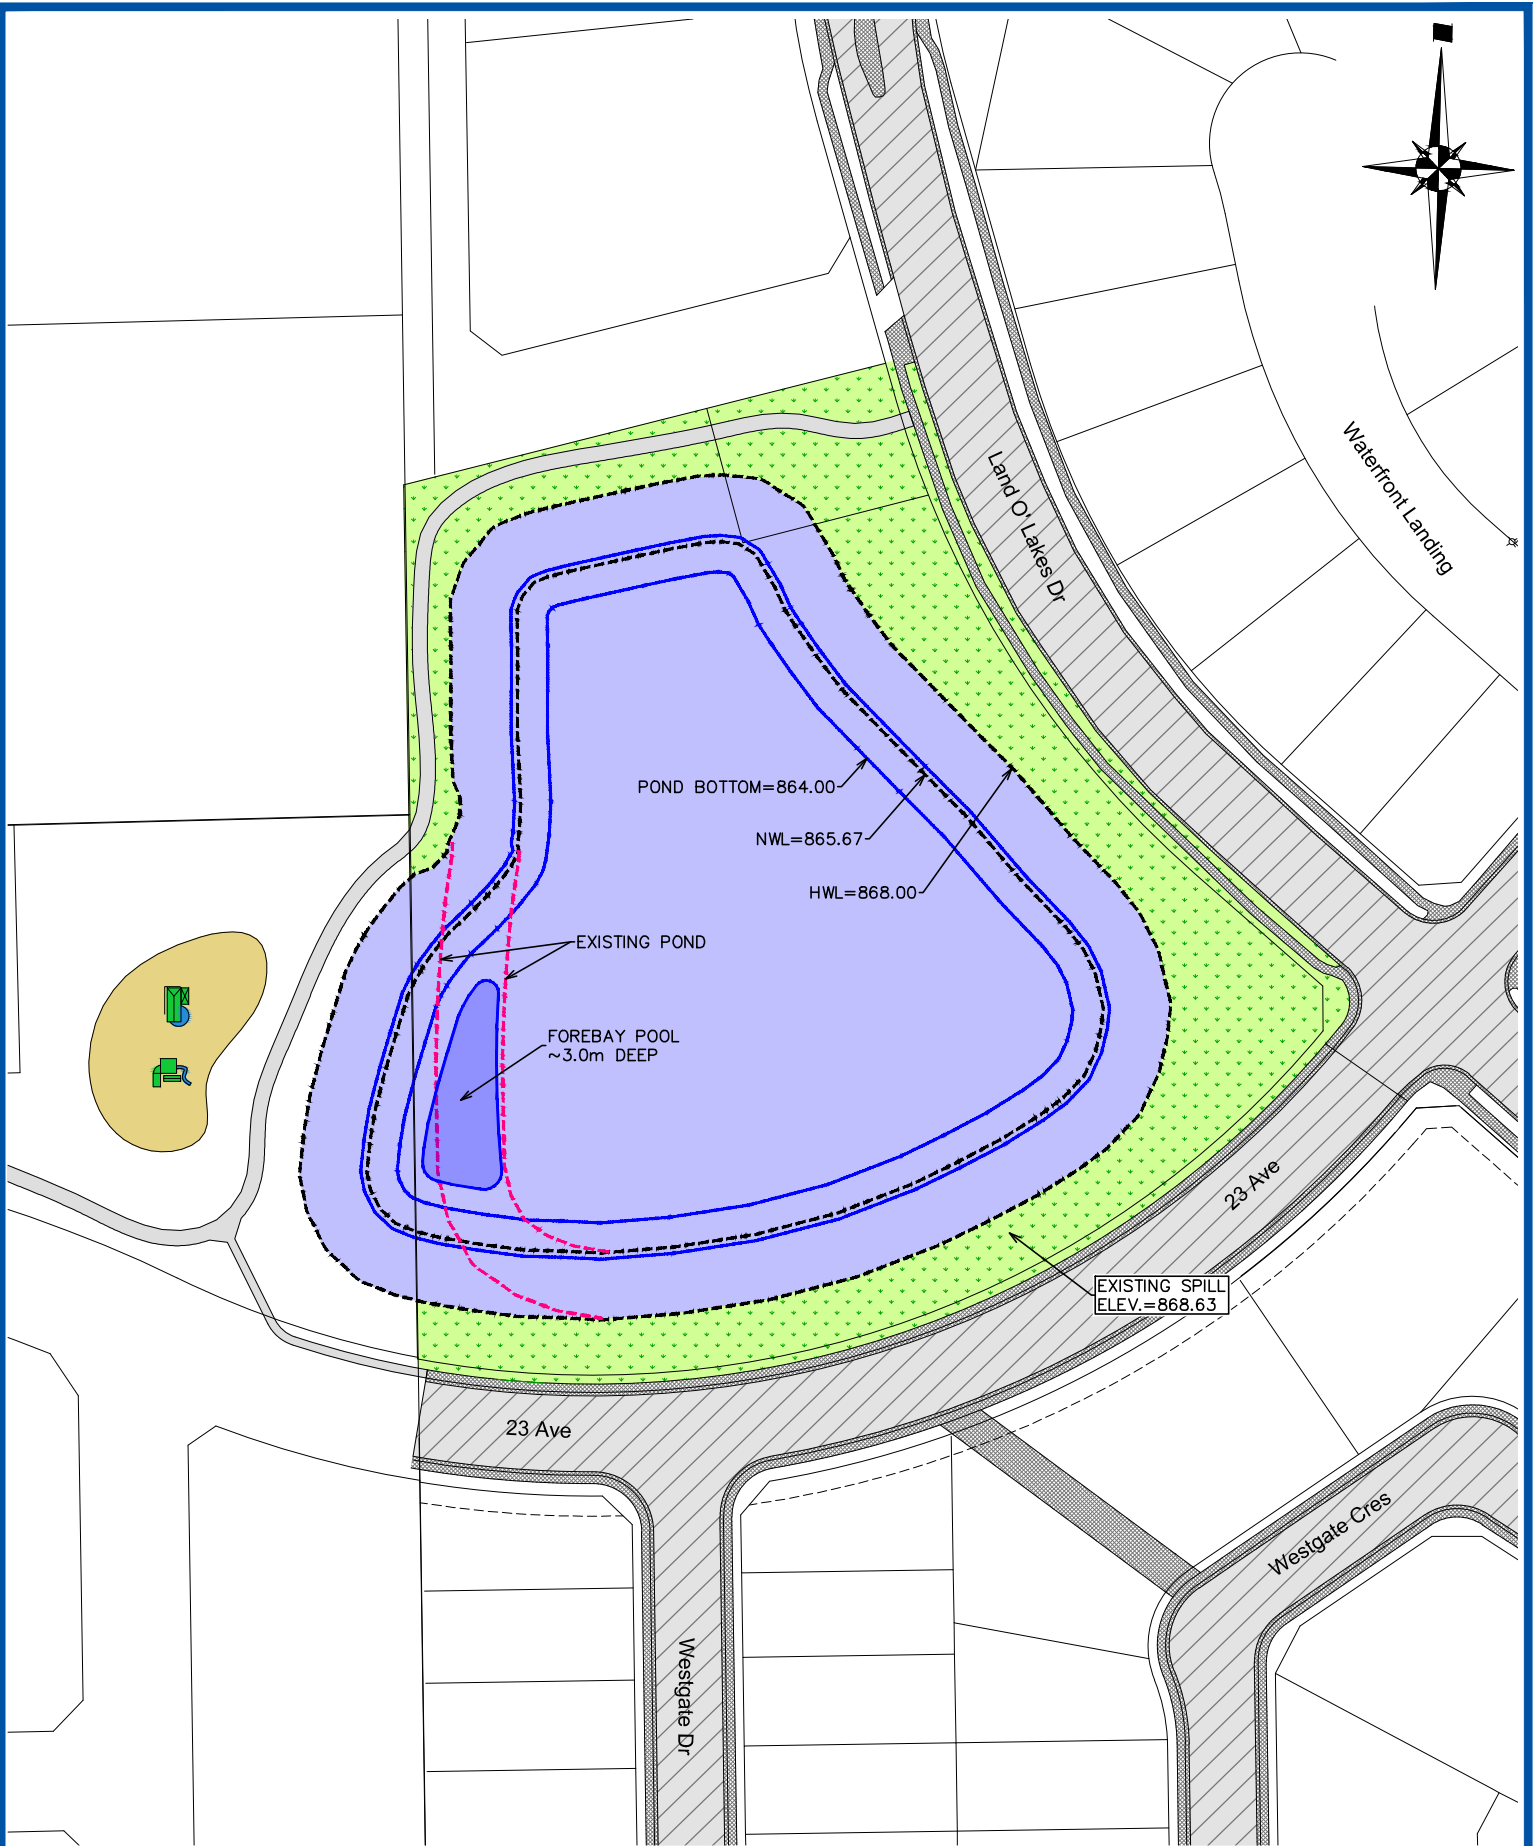 Waterfront Landing
Land O' Lakes Dr
POND BOTTOM=864.00
NWL=865.67
HWL=868.00
EXISTING POND
FOREBAY POOL
~3.0m DEEP
23 Ave
EXISTING SPILL
ELEV.=868.63
23 Ave
Westgate Cres
Westgate Dr